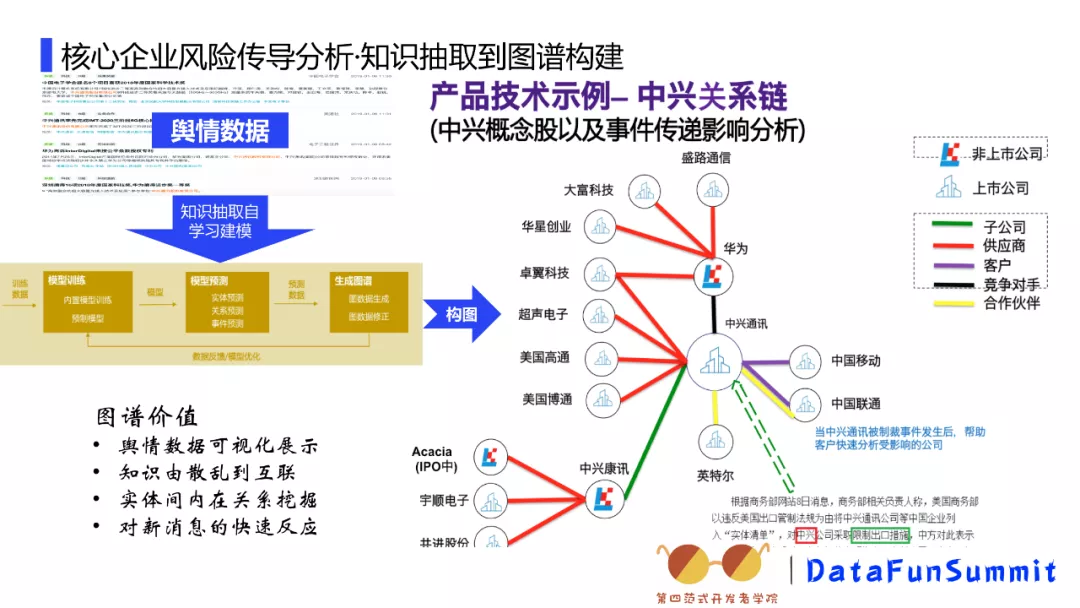 核心企业风险传导分析·知识抽取到图谱构建
舆情数据
知识抽取自
学习建模
训练
数据
模型训练
内置模型训练
预制模型
模型
模型预测
实体预测
关系预测
事件预测
预测
数据
生成图谱
图数据生成
图数据修正
数据反馈/模型优化
构图
图谱价值
• 舆情数据可视化展示
• 知识由散乱到互联
• 实体间内在关系挖掘
• 对新消息的快速反应
产品技术示例– 中兴关系链
(中兴概念股以及事件传递影响分析)
盛路通信
大富科技
华星创业
华为
卓翼科技
超声电子
中兴通讯
美国高通
美国博通
中国移动
中国联通
英特尔
Acacia
(IPO中)
中兴康讯
宇顺电子
共进股份
非上市公司
上市公司
子公司
供应商
客户
竞争对手
合作伙伴
当中兴通讯被制裁事件发生后，帮助
客户快速分析受影响的公司
根据商务部网站8日消息，商务部相关负责人称，美国商务部
以违反美国出口管制法规为由将中兴通讯公司等中国企业列
入“实体清单”，对中兴公司采取限制出口措施，中方对此表示
第四范式开发者学院
DataFunSummit